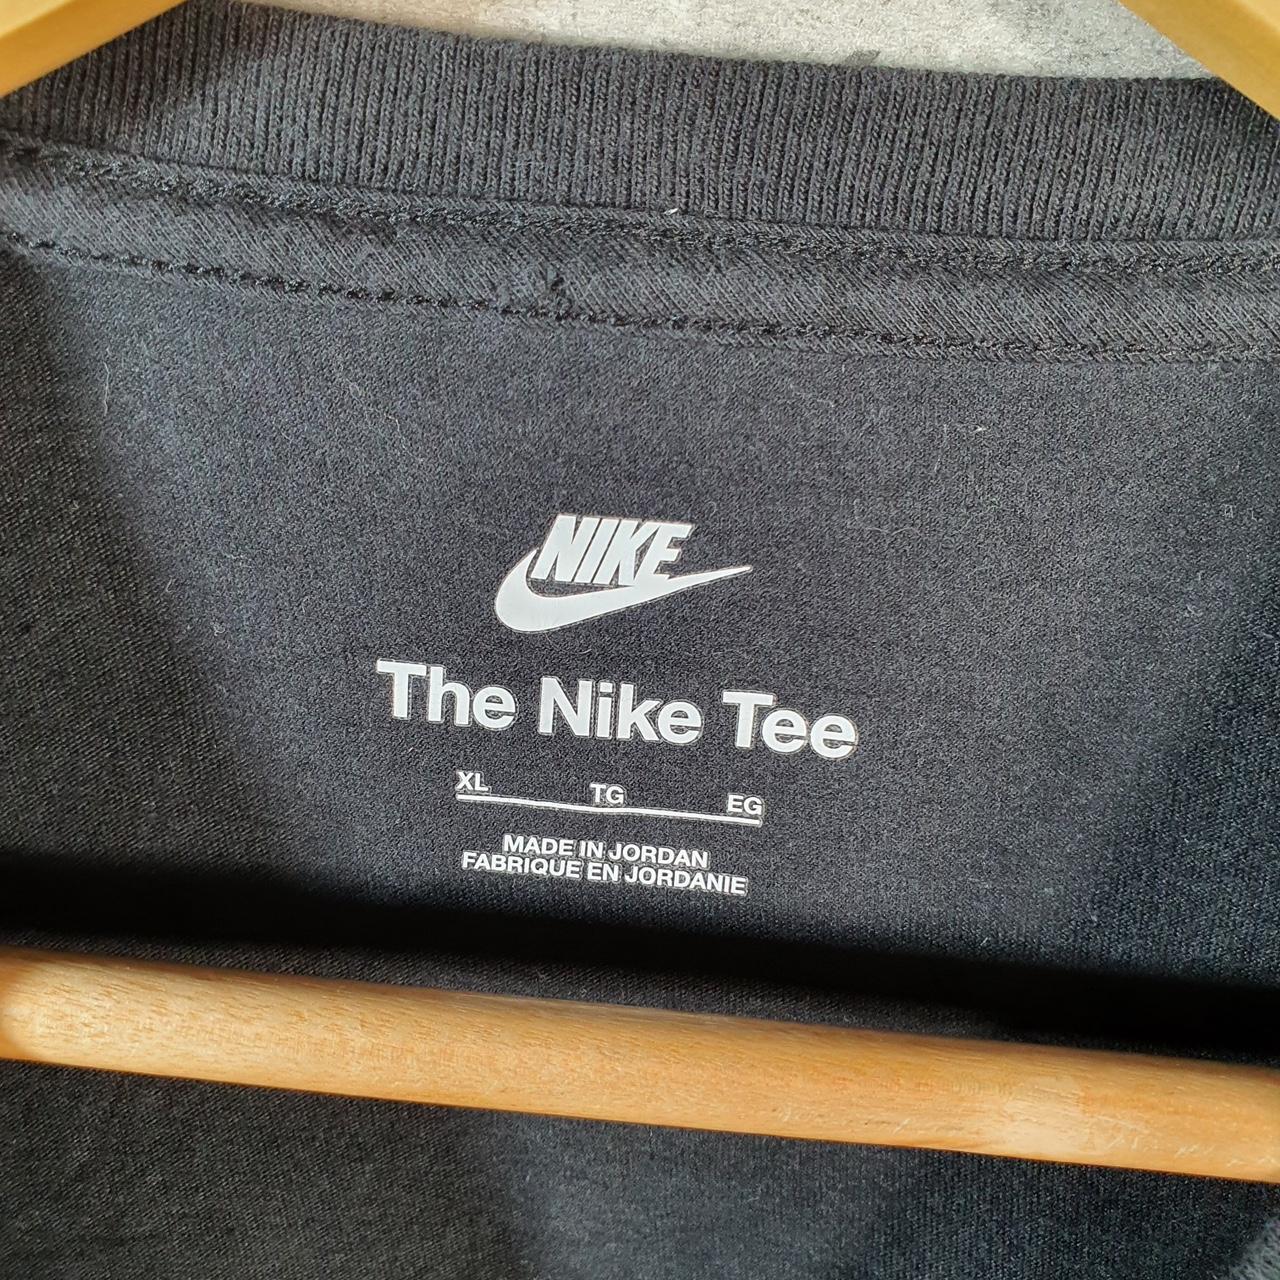 NIKE
The Nike Tee
XL TG EG
MADE IN JORDAN
FABRIQUE EN JORDANIE